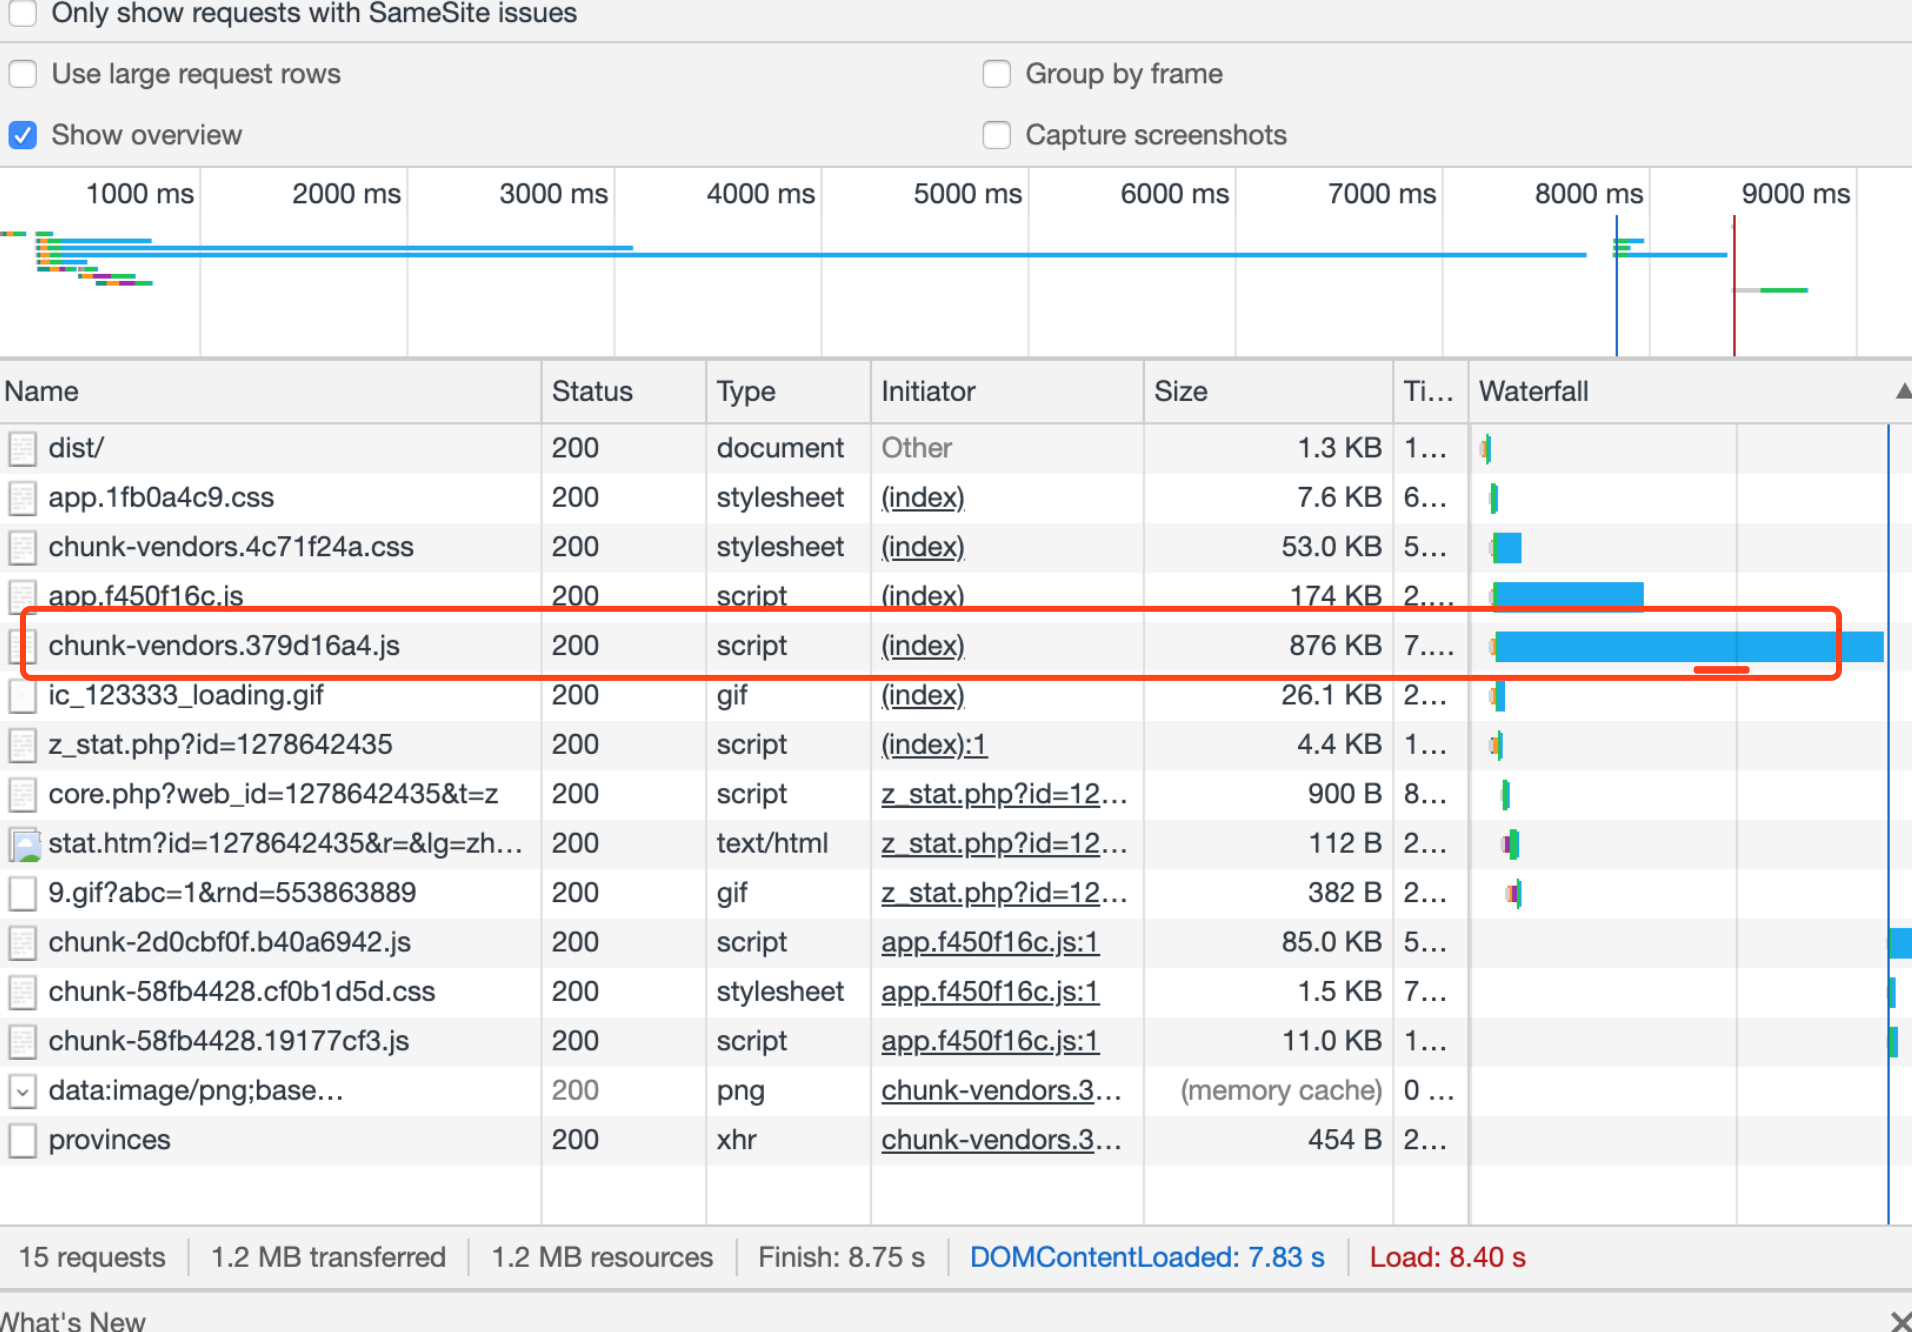 Only show requests with SameSite issues
Use large request rows
Group by frame
Show overview
Capture screenshots
1000 ms 2000 ms 3000 ms 4000 ms 5000 ms 6000 ms 7000 ms 8000 ms 9000 ms
Name Status Type Initiator Size Ti... Waterfall
dist/ 200 document Other 1.3 KB 1...
app.1fb0a4c9.css 200 stylesheet (index) 7.6 KB 6...
chunk-vendors.4c71f24a.css 200 stylesheet (index) 53.0 KB 5...
app.f450f16c.js 200 script (index) 174 KB 2....
chunk-vendors.379d16a4.js 200 script (index) 876 KB 7....
ic_123333_loading.gif 200 gif (index) 26.1 KB 2...
z_stat.php?id=1278642435 200 script (index):1 4.4 KB 1...
core.php?web_id=1278642435&t=z 200 script z_stat.php?id=12... 900 B 8...
stat.htm?id=1278642435&r=&lg=zh... 200 text/html z_stat.php?id=12... 112 B 2...
9.gif?abc=1&rnd=553863889 200 gif z_stat.php?id=12... 382 B 2...
chunk-2d0cbf0f.b40a6942.js 200 script app.f450f16c.js:1 85.0 KB 5...
chunk-58fb4428.cf0b1d5d.css 200 stylesheet app.f450f16c.js:1 1.5 KB 7...
chunk-58fb4428.19177cf3.js 200 script app.f450f16c.js:1 11.0 KB 1...
data:image/png;base... 200 png chunk-vendors.3... (memory cache) 0 ...
provinces 200 xhr chunk-vendors.3... 454 B 2...
15 requests 1.2 MB transferred 1.2 MB resources Finish: 8.75 s DOMContentLoaded: 7.83 s Load: 8.40 s
What's New